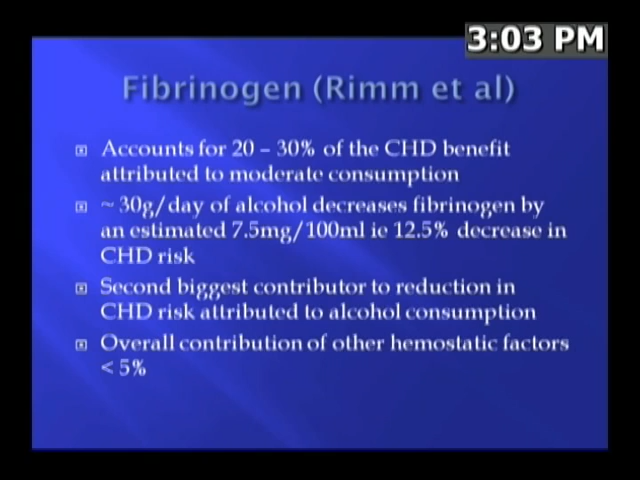 3:03 PM
Fibrinogen (Rimm et al)
Accounts for 20 – 30% of the CHD benefit
attributed to moderate consumption
~ 30g/day of alcohol decreases fibrinogen by
an estimated 7.5mg/100ml ie 12.5% decrease in
CHD risk
Second biggest contributor to reduction in
CHD risk attributed to alcohol consumption
Overall contribution of other hemostatic factors
< 5%